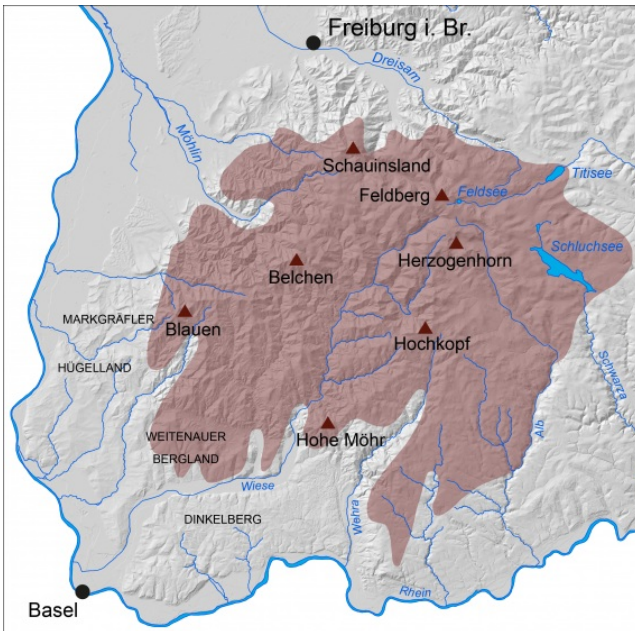 Freiburg i. Br.
Dreisam
Möhlin
Schauinsland
Titisee
Feldberg
Feldsee
Schluchsee
Herzogenhorn
Belchen
MARKGRÄFLER
Blauen
Hochkopf
HÜGELLAND
Schwarza
Alb
Hohe Möhr
WEITENAUER
BERGLAND
Wiese
Wehra
DINKELBERG
Rhein
Basel